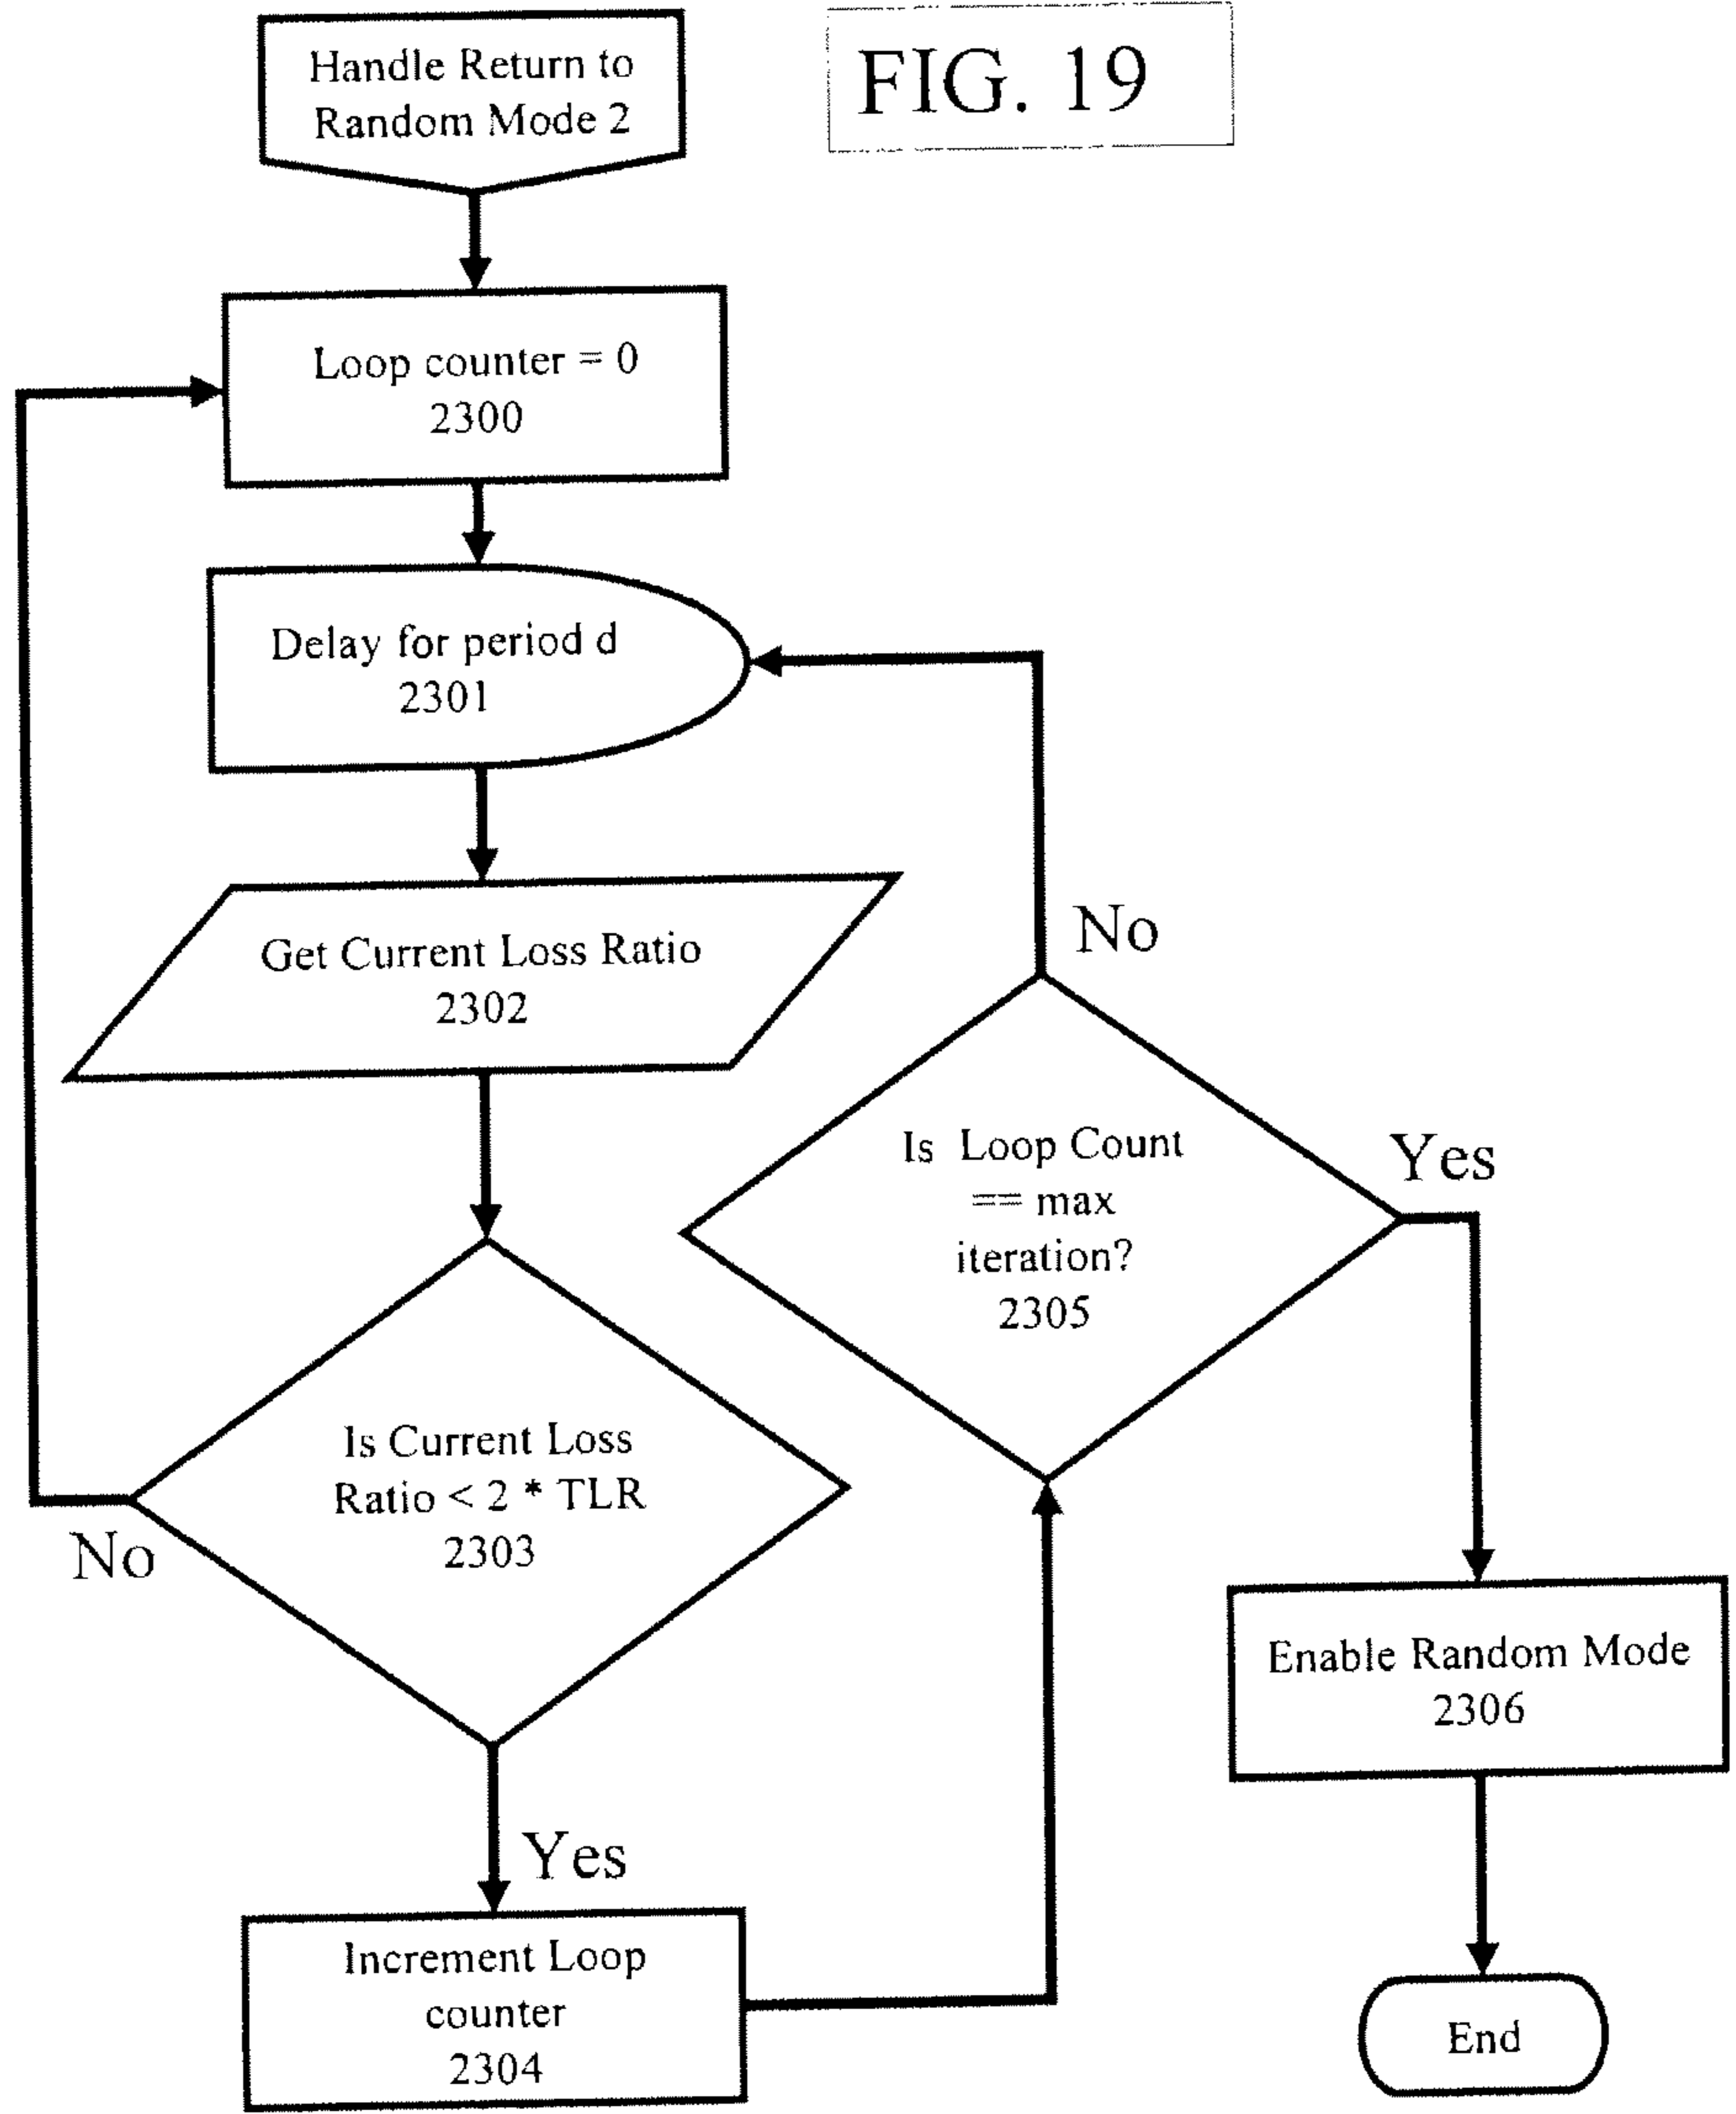 Handle Return to
Random Mode 2
FIG. 19
Loop counter = 0
2300
Delay for period d
2301
Get Current Loss Ratio
2302
No
Is Loop Count
== max
iteration?
2305
Yes
Is Current Loss
Ratio < 2 * TLR
2303
No
Yes
Increment Loop
counter
2304
Enable Random Mode
2306
End